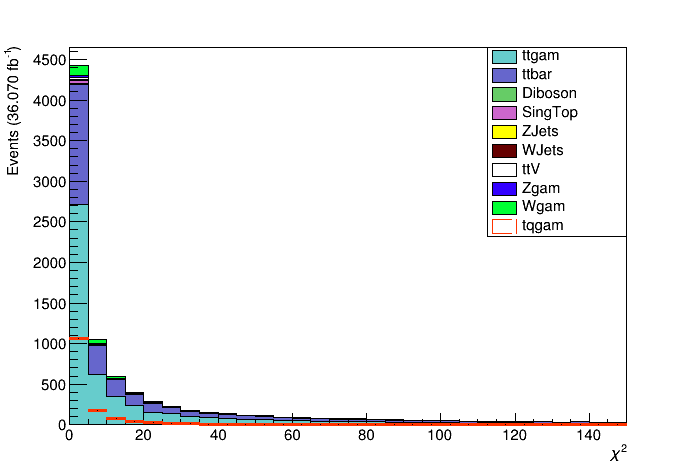 Events (36.070 fb⁻¹)
4500
4000
3500
3000
2500
2000
1500
1000
500
0
0 20 40 60 80 100 120 140
χ²
ttgam
ttbar
Diboson
SingTop
ZJets
WJets
ttV
Zgam
Wgam
tqgam